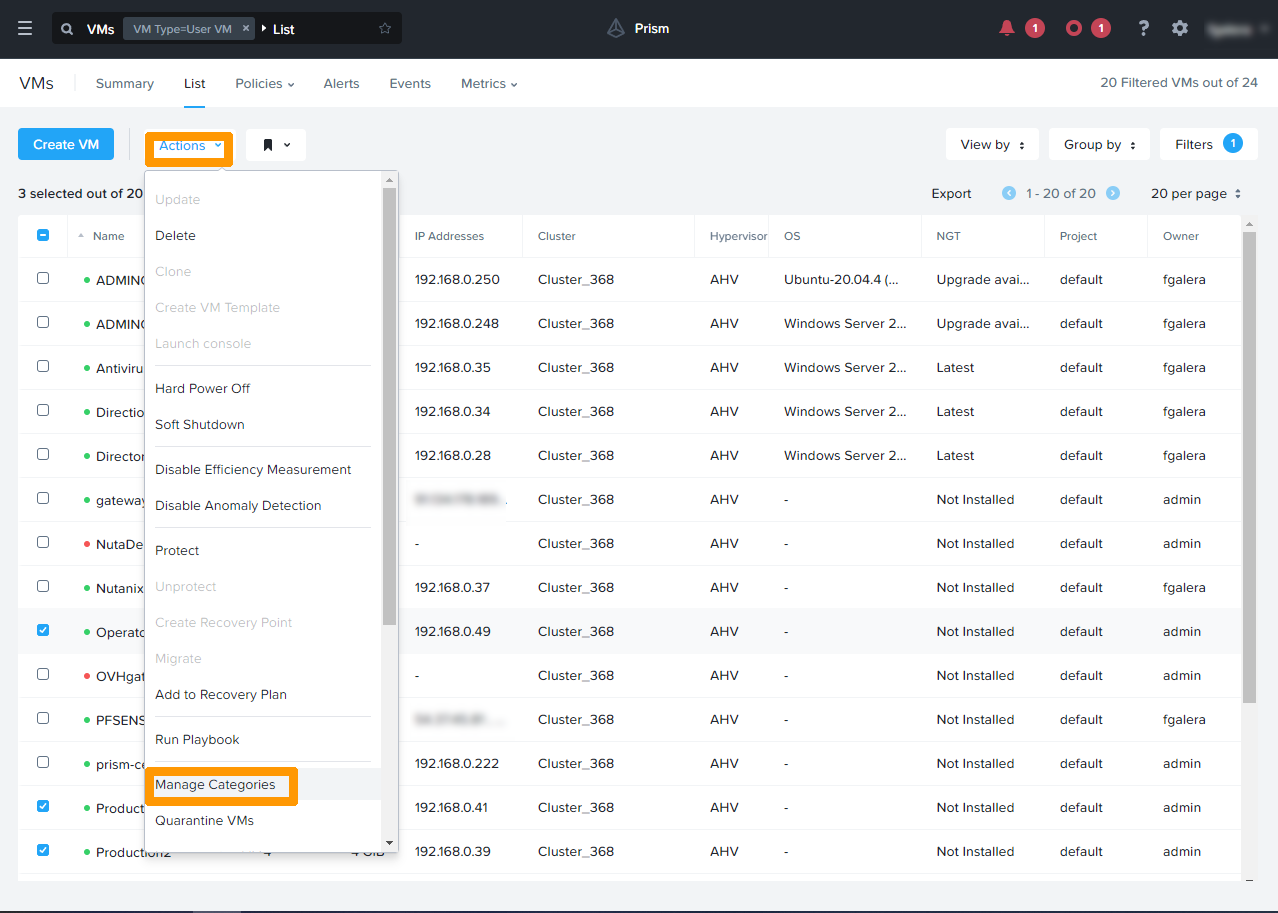 VMs VM Type=User VM × List Prism 1 1 ?
VMs Summary List Policies Alerts Events Metrics 20 Filtered VMs out of 24
Create VM Actions View by Group by Filters 1
3 selected out of 20 Export 1 - 20 of 20 20 per page
Name IP Addresses Cluster Hypervisor OS NGT Project Owner
Update
Delete
Clone
Create VM Template
Launch console
Hard Power Off
Soft Shutdown
Disable Efficiency Measurement
Disable Anomaly Detection
Protect
Unprotect
Create Recovery Point
Migrate
Add to Recovery Plan
Run Playbook
Manage Categories
Quarantine VMs
192.168.0.250 Cluster_368 AHV Ubuntu-20.04.4 (... Upgrade avai... default fgalera
192.168.0.248 Cluster_368 AHV Windows Server 2... Upgrade avai... default fgalera
Antiviru 192.168.0.35 Cluster_368 AHV Windows Server 2... Latest default fgalera
Directio 192.168.0.34 Cluster_368 AHV Windows Server 2... Latest default fgalera
Director 192.168.0.28 Cluster_368 AHV Windows Server 2... Latest default fgalera
gateway Cluster_368 AHV - Not Installed default admin
NutaDe - Cluster_368 AHV - Not Installed default admin
Nutanix 192.168.0.37 Cluster_368 AHV - Not Installed default fgalera
Operato 192.168.0.49 Cluster_368 AHV - Not Installed default admin
OVHgat - Cluster_368 AHV - Not Installed default admin
PFSENS Cluster_368 AHV - Not Installed default fgalera
prism-ce 192.168.0.222 Cluster_368 AHV - Not Installed default admin
Product 192.168.0.41 Cluster_368 AHV - Not Installed default admin
Production2 4 4 GiB 192.168.0.39 Cluster_368 AHV - Not Installed default admin